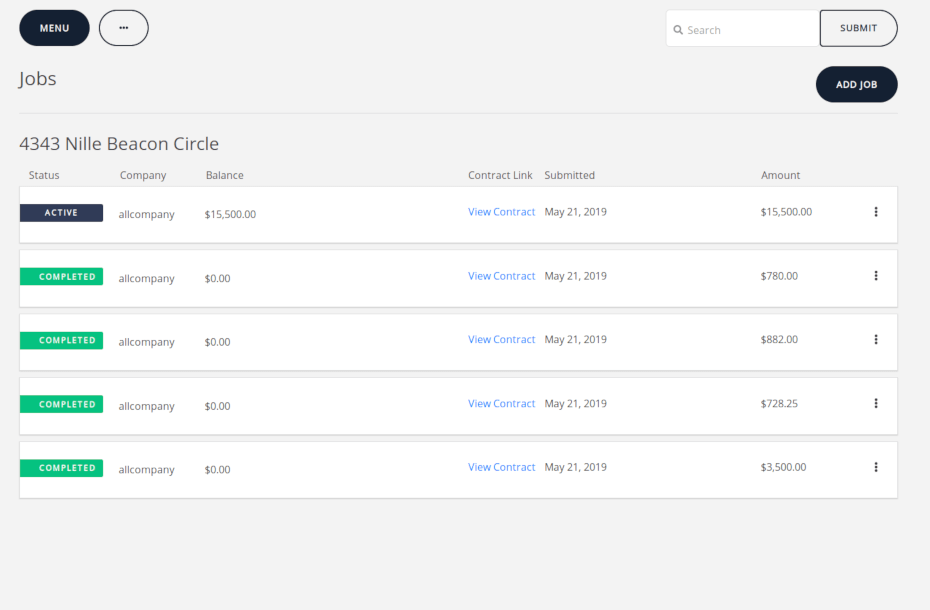 MENU ••• Search SUBMIT
Jobs ADD JOB
4343 Nille Beacon Circle
Status Company Balance Contract Link Submitted Amount
ACTIVE allcompany $15,500.00 View Contract May 21, 2019 $15,500.00
COMPLETED allcompany $0.00 View Contract May 21, 2019 $780.00
COMPLETED allcompany $0.00 View Contract May 21, 2019 $882.00
COMPLETED allcompany $0.00 View Contract May 21, 2019 $728.25
COMPLETED allcompany $0.00 View Contract May 21, 2019 $3,500.00